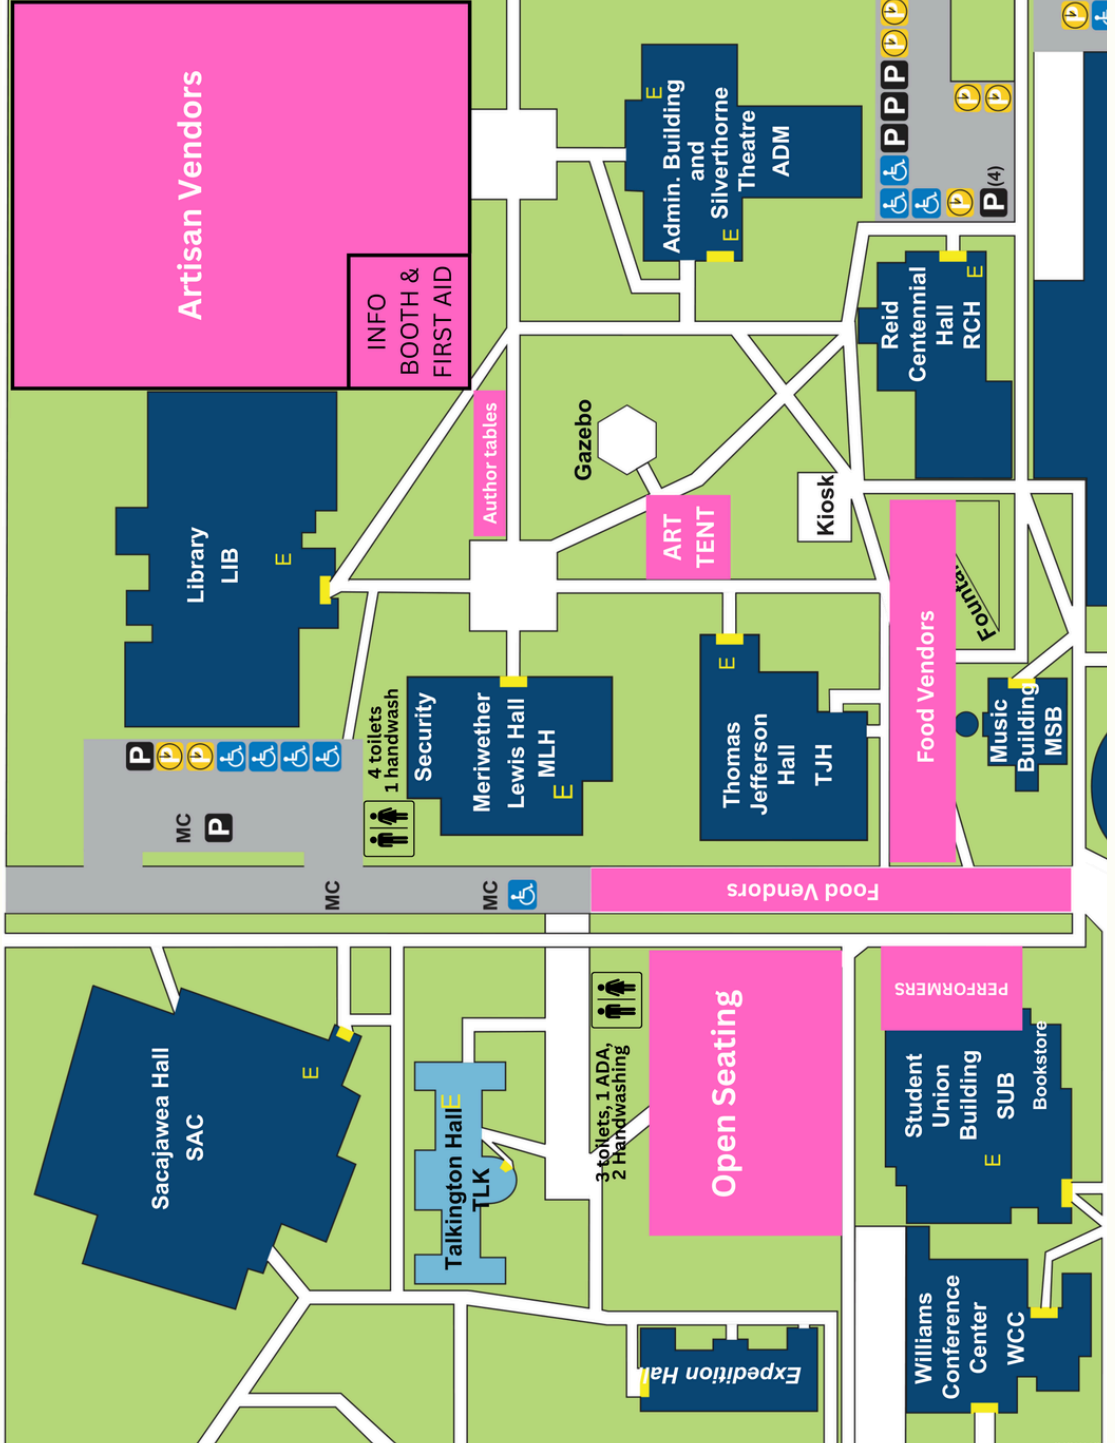 Artisan Vendors
INFO
BOOTH &
FIRST AID
Admin. Building
and
Silverthorne
Theatre
ADM
E
E
P
P
P
P(4)
Reid
Centennial
Hall
RCH
E
Author tables
Gazebo
Kiosk
ART
TENT
Library
LIB
E
4 toilets
1 handwash
Security
Meriwether
Lewis Hall
MLH
E
Thomas
Jefferson
Hall
TJH
E
Food Vendors
Music
Building
MSB
P
MC
P
MC
MC
Food Vendors
PERFORMERS
Sacajawea Hall
SAC
E
Talkington Hall
TLK
E
3 toilets, 1 ADA,
2 Handwashing
Open Seating
Student
Union
Building
SUB
Bookstore
E
Expedition Hall
Williams
Conference
Center
WCC